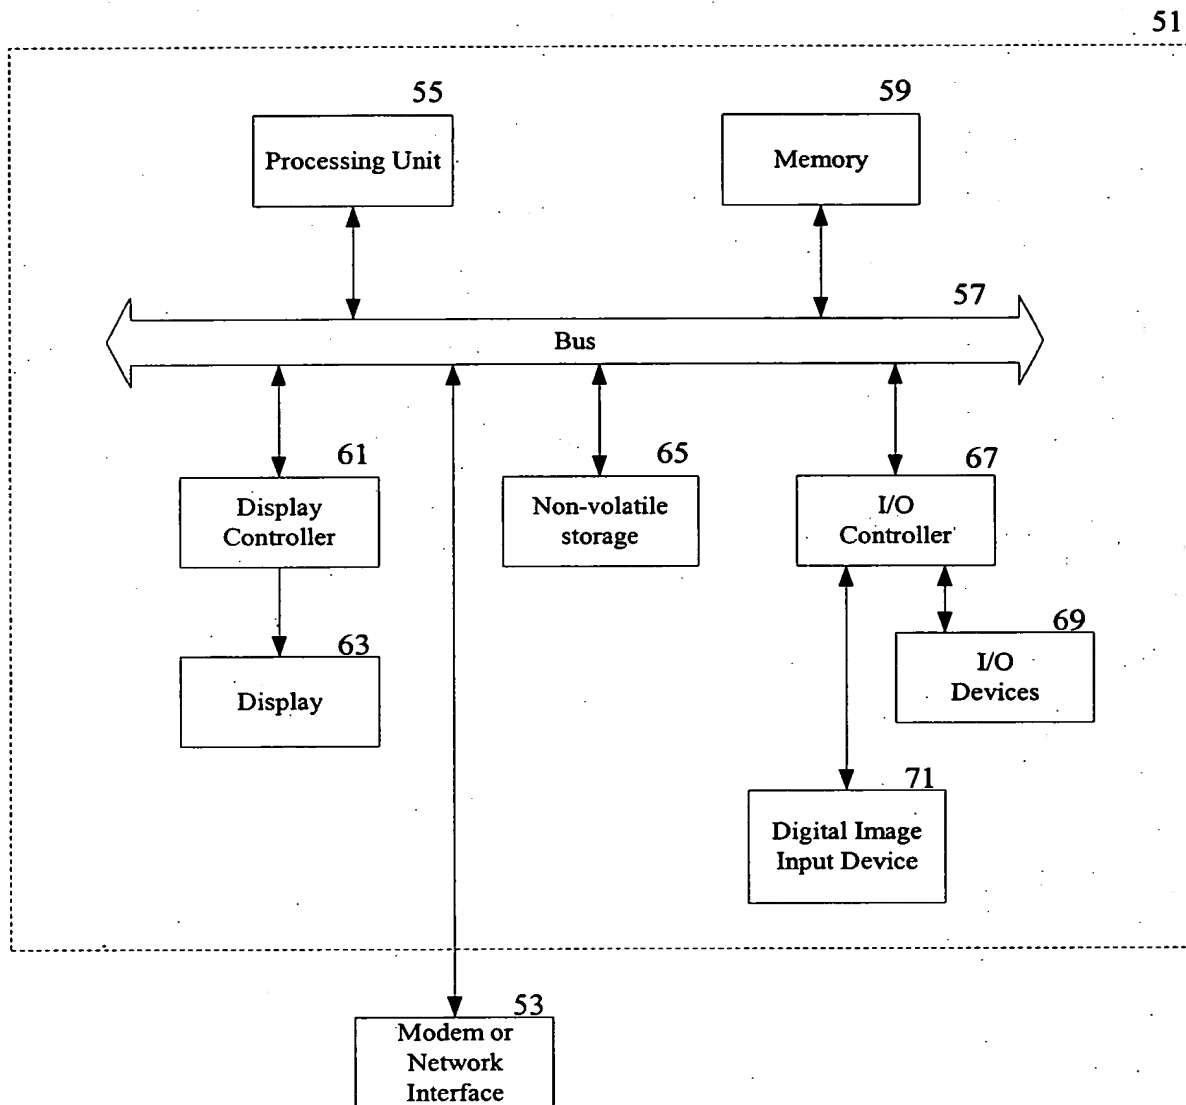 51
55
Processing Unit
59
Memory
57
Bus
61
Display
Controller
65
Non-volatile
storage
67
I/O
Controller
63
Display
69
I/O
Devices
71
Digital Image
Input Device
53
Modem or
Network
Interface